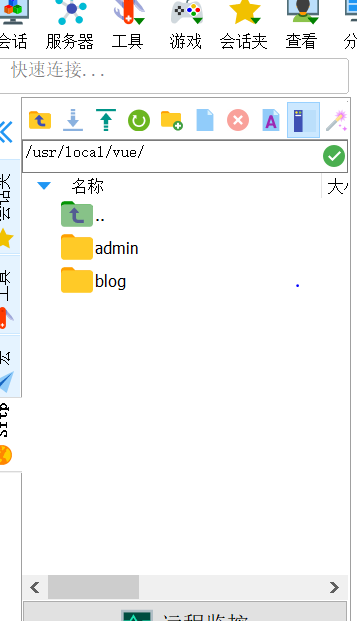 会话 服务器 工具 游戏 会话夹 查看 分
快速连接...
/usr/local/vue/
名称 大小
..
admin
blog
会话夹
工具
宏
Sftp
远程监控